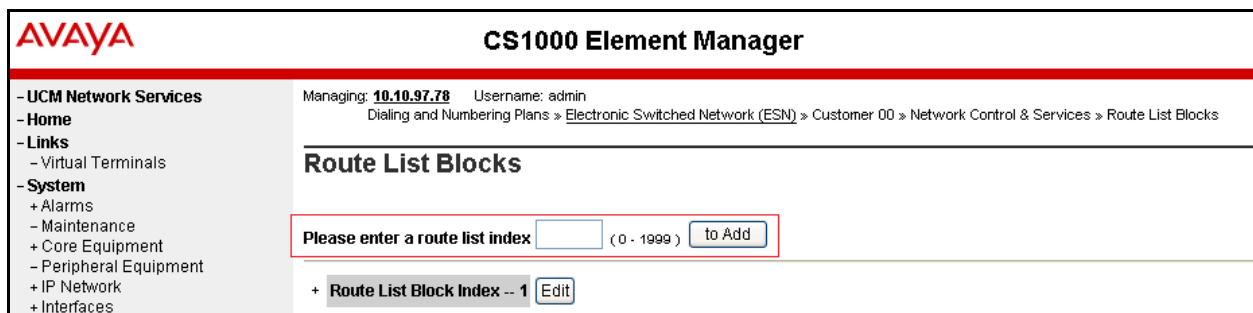 AVAYA
CS1000 Element Manager
- UCM Network Services
- Home
- Links
- Virtual Terminals
- System
+ Alarms
- Maintenance
+ Core Equipment
- Peripheral Equipment
+ IP Network
+ Interfaces
Managing: 10.10.97.78 Username: admin
Dialing and Numbering Plans » Electronic Switched Network (ESN) » Customer 00 » Network Control & Services » Route List Blocks
Route List Blocks
Please enter a route list index ( 0 - 1999 ) to Add
+ Route List Block Index -- 1 Edit